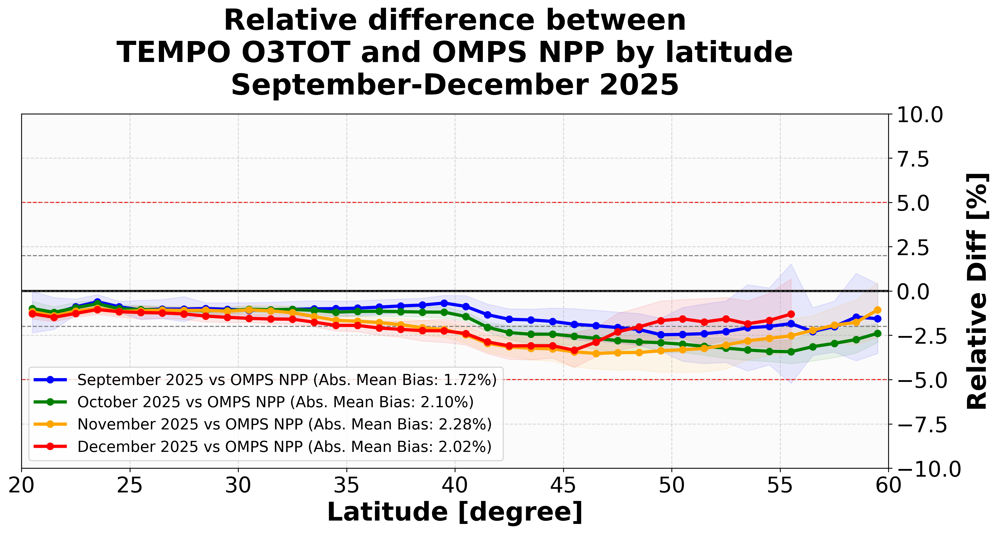 Relative difference between
TEMPO O3TOT and OMPS NPP by latitude
September-December 2025
10.0
7.5
5.0
2.5
0.0
−2.5
−5.0
−7.5
−10.0
Relative Diff [%]
September 2025 vs OMPS NPP (Abs. Mean Bias: 1.72%)
October 2025 vs OMPS NPP (Abs. Mean Bias: 2.10%)
November 2025 vs OMPS NPP (Abs. Mean Bias: 2.28%)
December 2025 vs OMPS NPP (Abs. Mean Bias: 2.02%)
20 25 30 35 40 45 50 55 60
Latitude [degree]